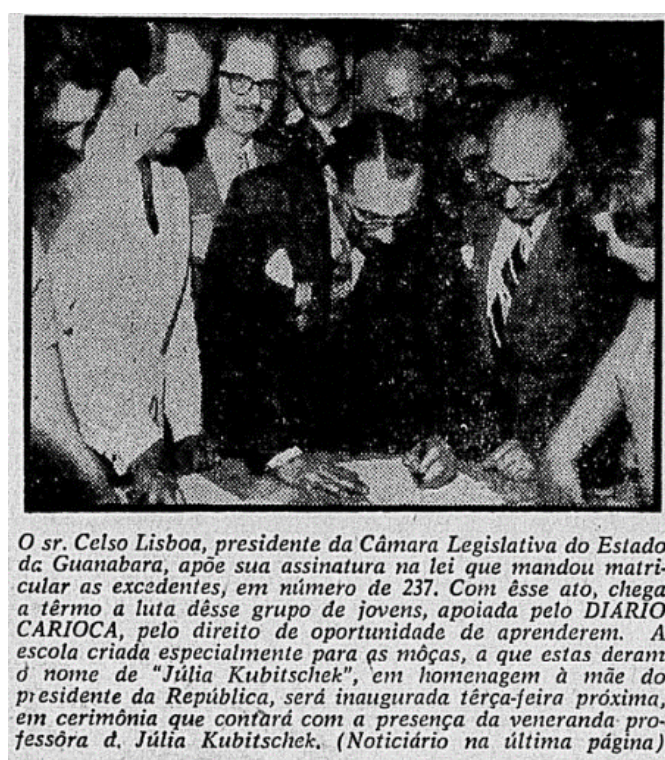 O sr. Celso Lisboa, presidente da Câmara Legislativa do Estado
da Guanabara, apõe sua assinatura na lei que mandou matri-
cular as excedentes, em número de 237. Com êsse ato, chega
a têrmo a luta dêsse grupo de jovens, apoiada pelo DIÁRIO
CARIOCA, pelo direito de oportunidade de aprenderem. A
escola criada especialmente para as môças, a que estas deram
o nome de "Júlia Kubitschek", em homenagem à mãe do
presidente da República, será inaugurada têrça-feira próxima,
em cerimônia que contará com a presença da veneranda pro-
fessôra d. Júlia Kubitschek. (Noticiário na última página)